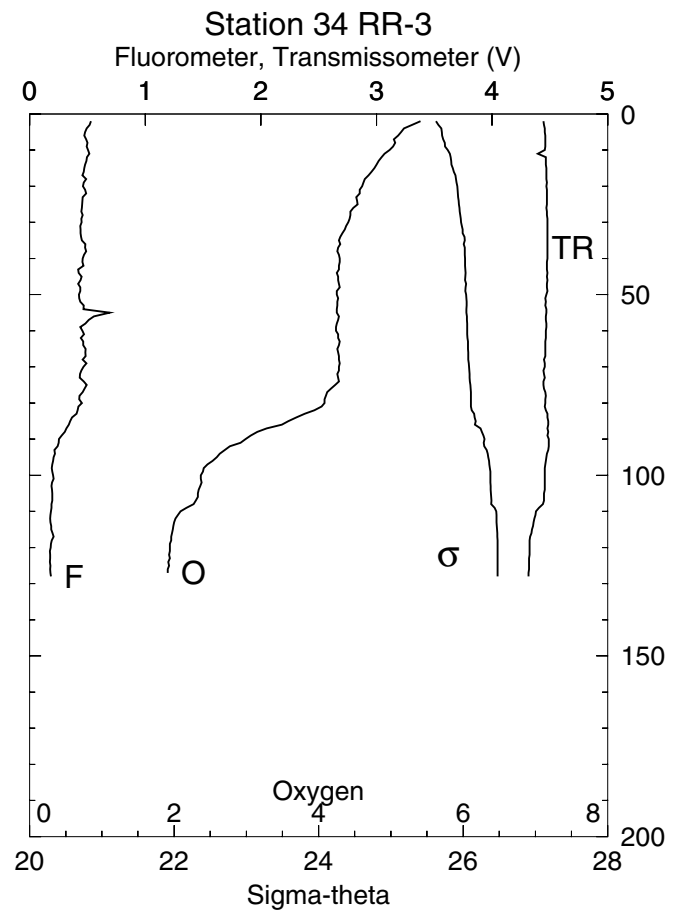 Station 34 RR-3
Fluorometer, Transmissometer (V)
0 1 2 3 4 5
0
TR
50
100
σ
F O
150
Oxygen
0 2 4 6 8
200
20 22 24 26 28
Sigma-theta